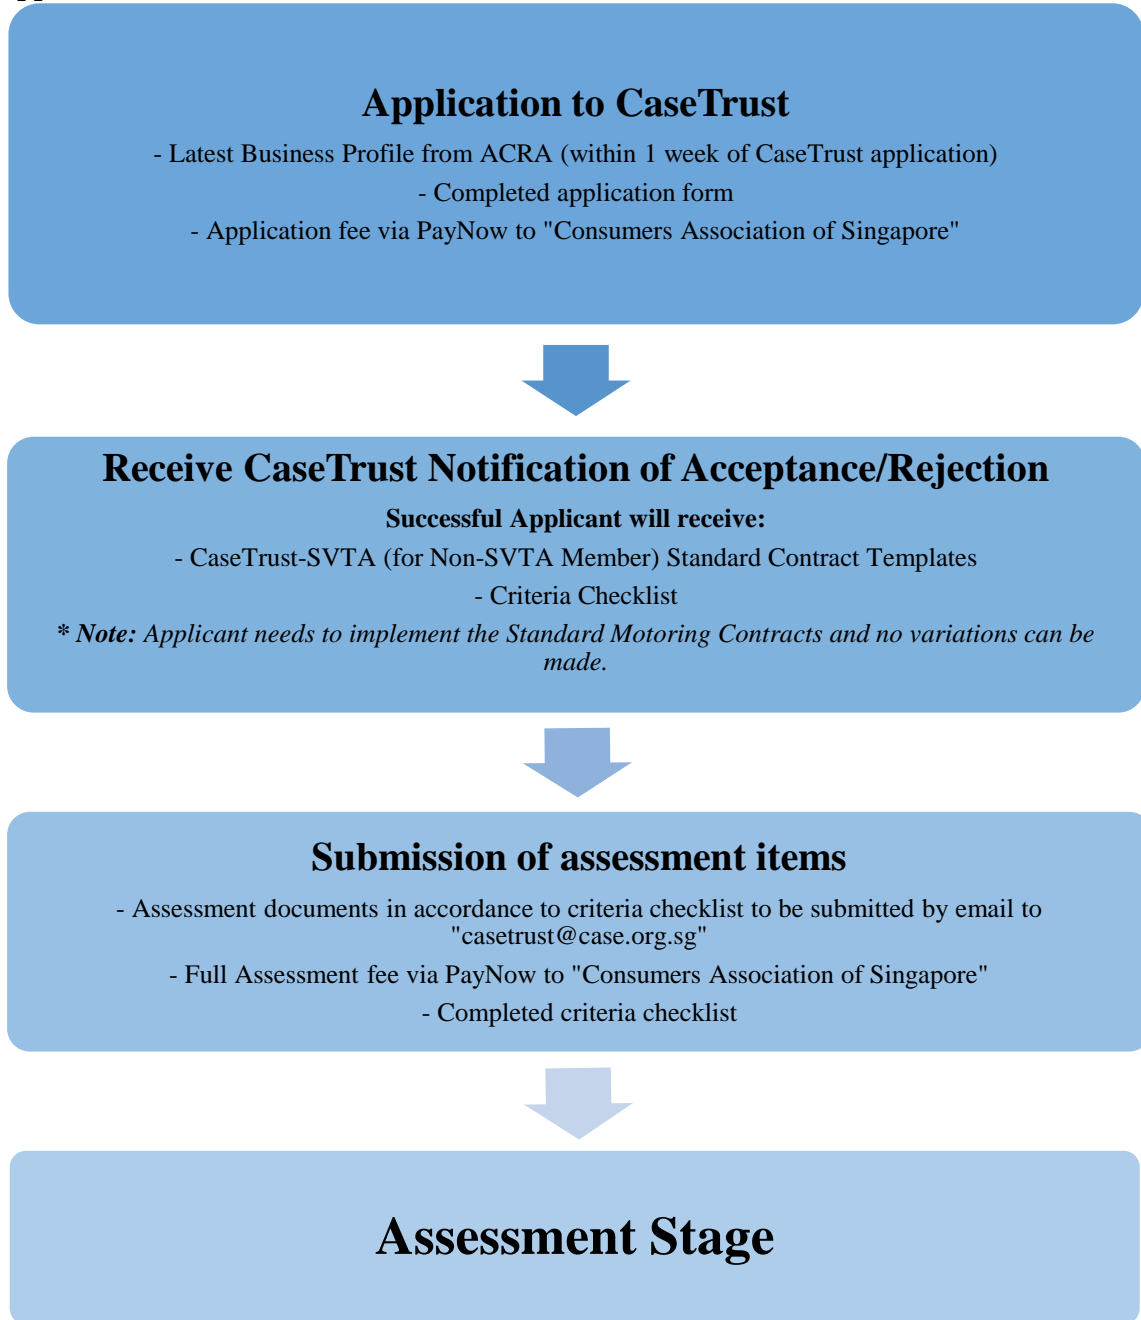 Application to CaseTrust
- Latest Business Profile from ACRA (within 1 week of CaseTrust application)
- Completed application form
- Application fee via PayNow to "Consumers Association of Singapore"
Receive CaseTrust Notification of Acceptance/Rejection
Successful Applicant will receive:
- CaseTrust-SVTA (for Non-SVTA Member) Standard Contract Templates
- Criteria Checklist
* Note: Applicant needs to implement the Standard Motoring Contracts and no variations can be
made.
Submission of assessment items
- Assessment documents in accordance to criteria checklist to be submitted by email to
"casetrust@case.org.sg"
- Full Assessment fee via PayNow to "Consumers Association of Singapore"
- Completed criteria checklist
Assessment Stage